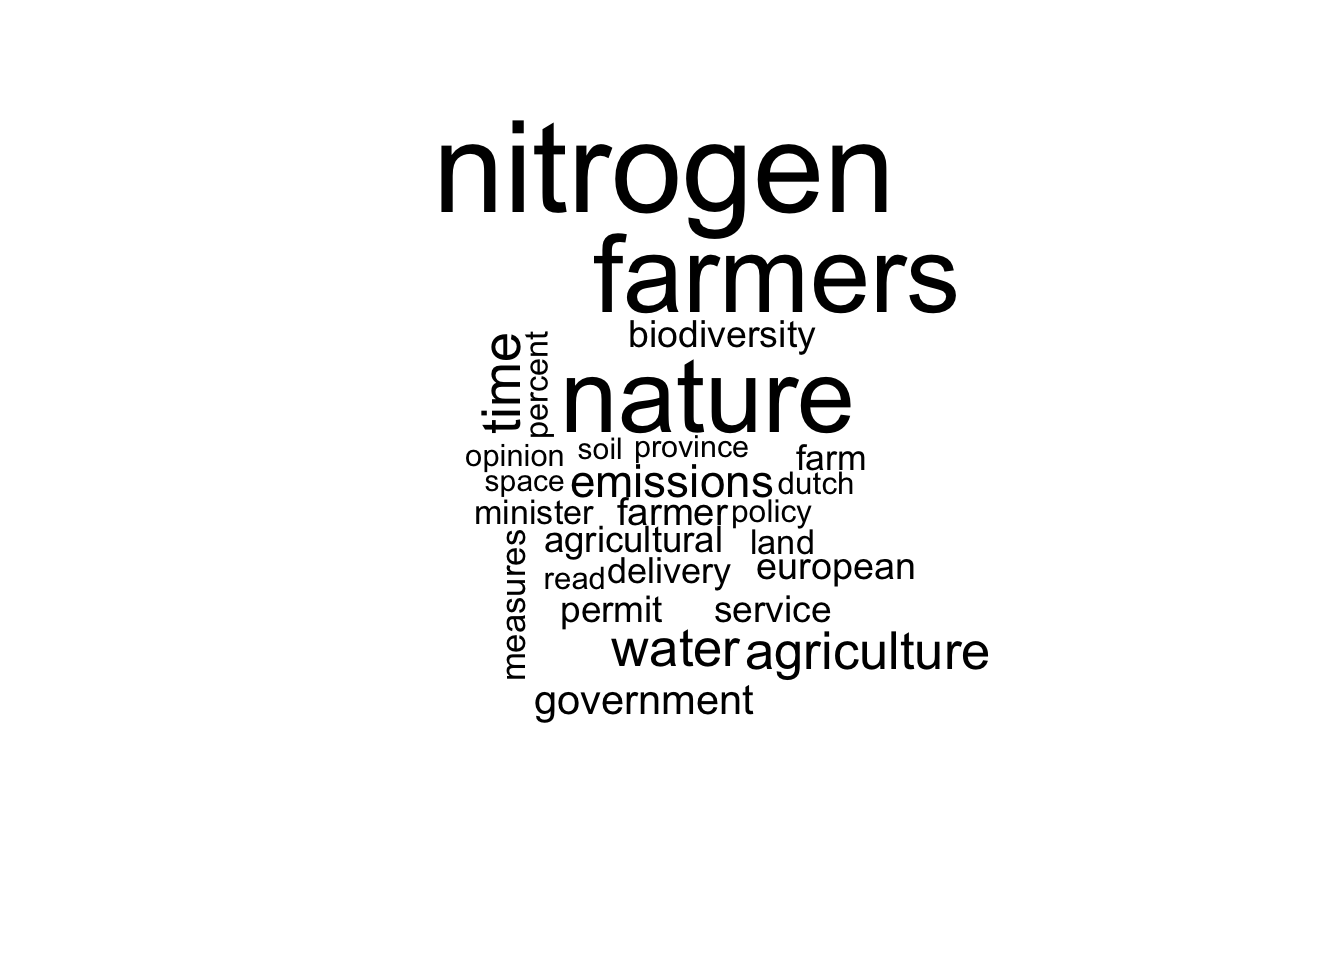 nitrogen
farmers
biodiversity
time
percent
nature
opinion soil province farm
space emissions dutch
minister farmer policy
agricultural land
measures
read delivery european
permit service
water agriculture
government